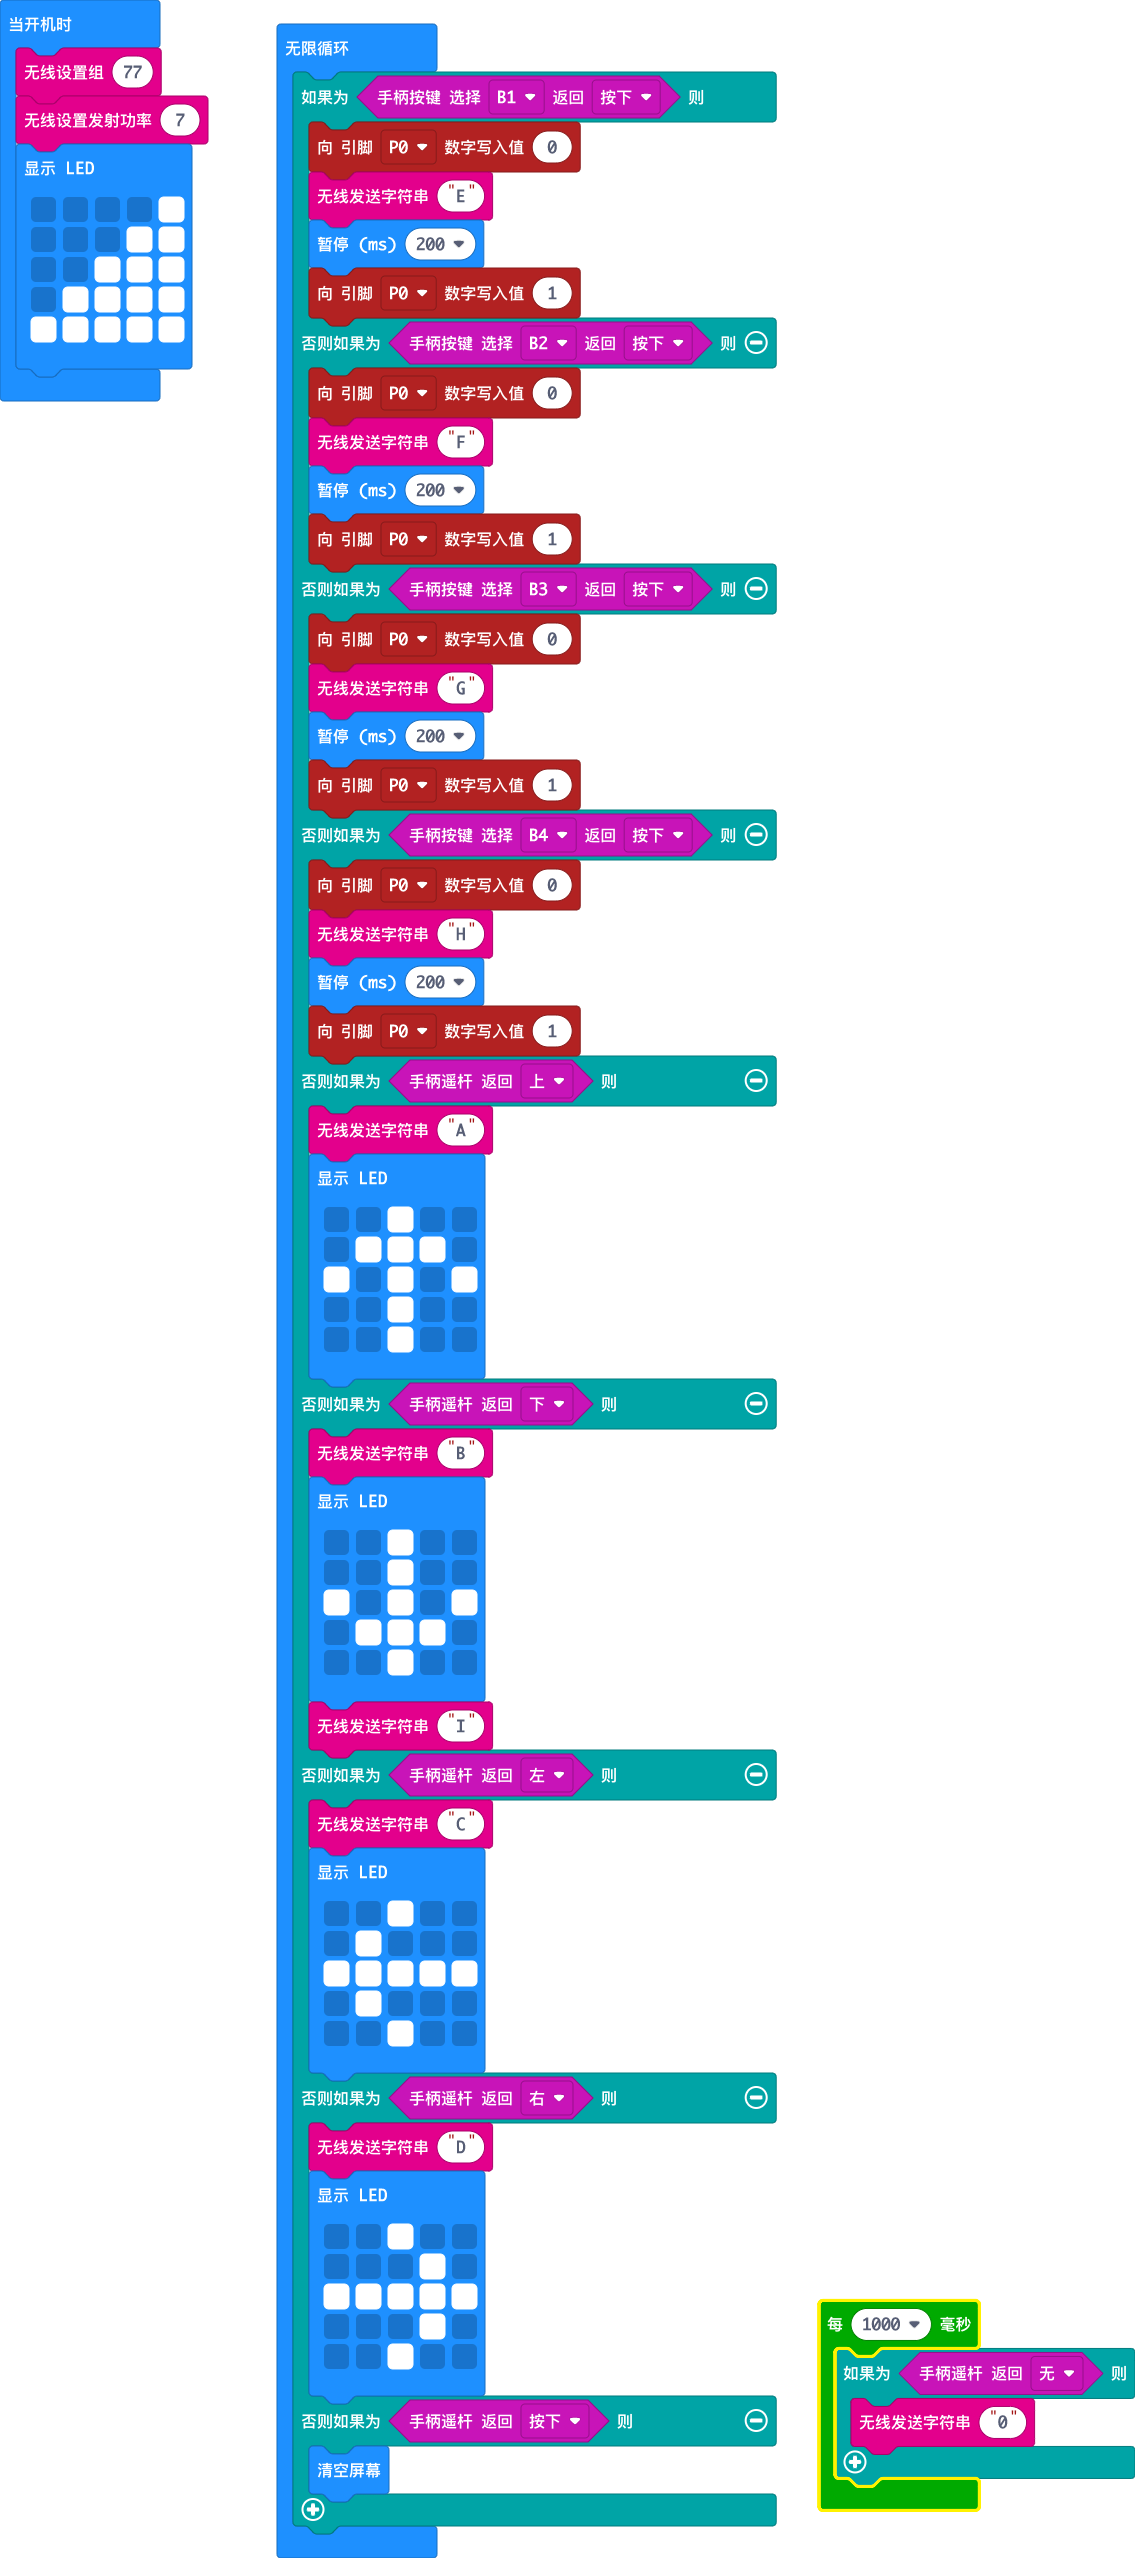 当开机时
无线设置组 77
无线设置发射功率 7
显示 LED
无限循环
如果为 手柄按键 选择 B1 返回 按下 则
向 引脚 P0 数字写入值 0
无线发送字符串 "E"
暂停 (ms) 200
向 引脚 P0 数字写入值 1
否则如果为 手柄按键 选择 B2 返回 按下 则
向 引脚 P0 数字写入值 0
无线发送字符串 "F"
暂停 (ms) 200
向 引脚 P0 数字写入值 1
否则如果为 手柄按键 选择 B3 返回 按下 则
向 引脚 P0 数字写入值 0
无线发送字符串 "G"
暂停 (ms) 200
向 引脚 P0 数字写入值 1
否则如果为 手柄按键 选择 B4 返回 按下 则
向 引脚 P0 数字写入值 0
无线发送字符串 "H"
暂停 (ms) 200
向 引脚 P0 数字写入值 1
否则如果为 手柄遥杆 返回 上 则
无线发送字符串 "A"
显示 LED
否则如果为 手柄遥杆 返回 下 则
无线发送字符串 "B"
显示 LED
无线发送字符串 "I"
否则如果为 手柄遥杆 返回 左 则
无线发送字符串 "C"
显示 LED
否则如果为 手柄遥杆 返回 右 则
无线发送字符串 "D"
显示 LED
否则如果为 手柄遥杆 返回 按下 则
清空屏幕
每 1000 毫秒
如果为 手柄遥杆 返回 无 则
无线发送字符串 "0"